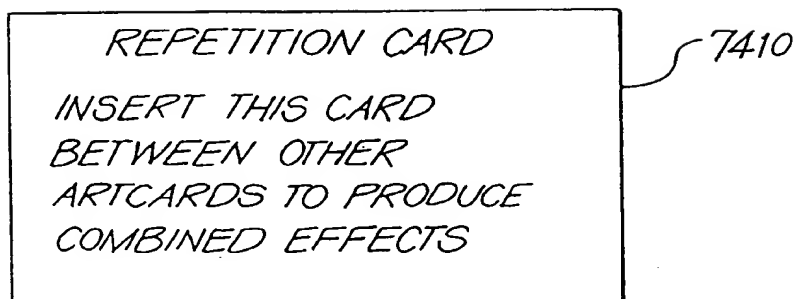 REPETITION CARD
7410
INSERT THIS CARD
BETWEEN OTHER
ARTCARDS TO PRODUCE
COMBINED EFFECTS